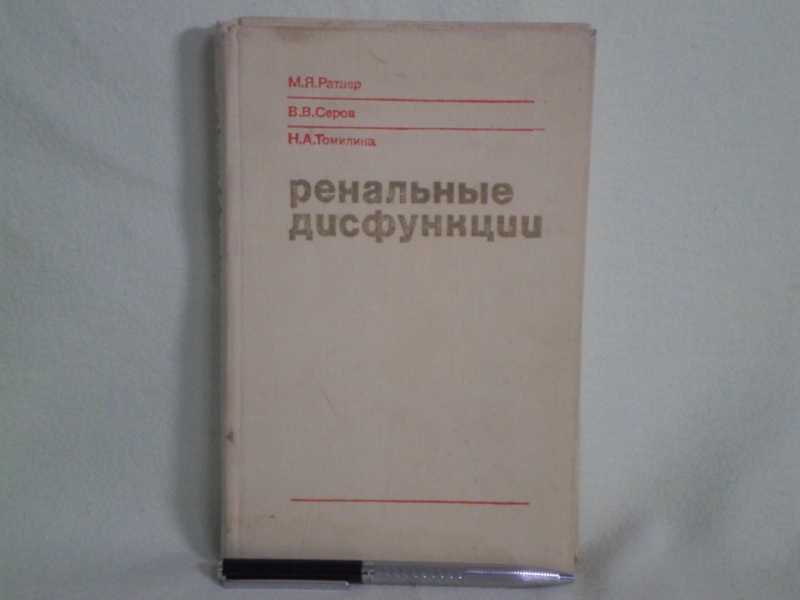 М.Я.Ратнер
В.В.Серов
Н.А.Томилина
ренальные
дисфункции